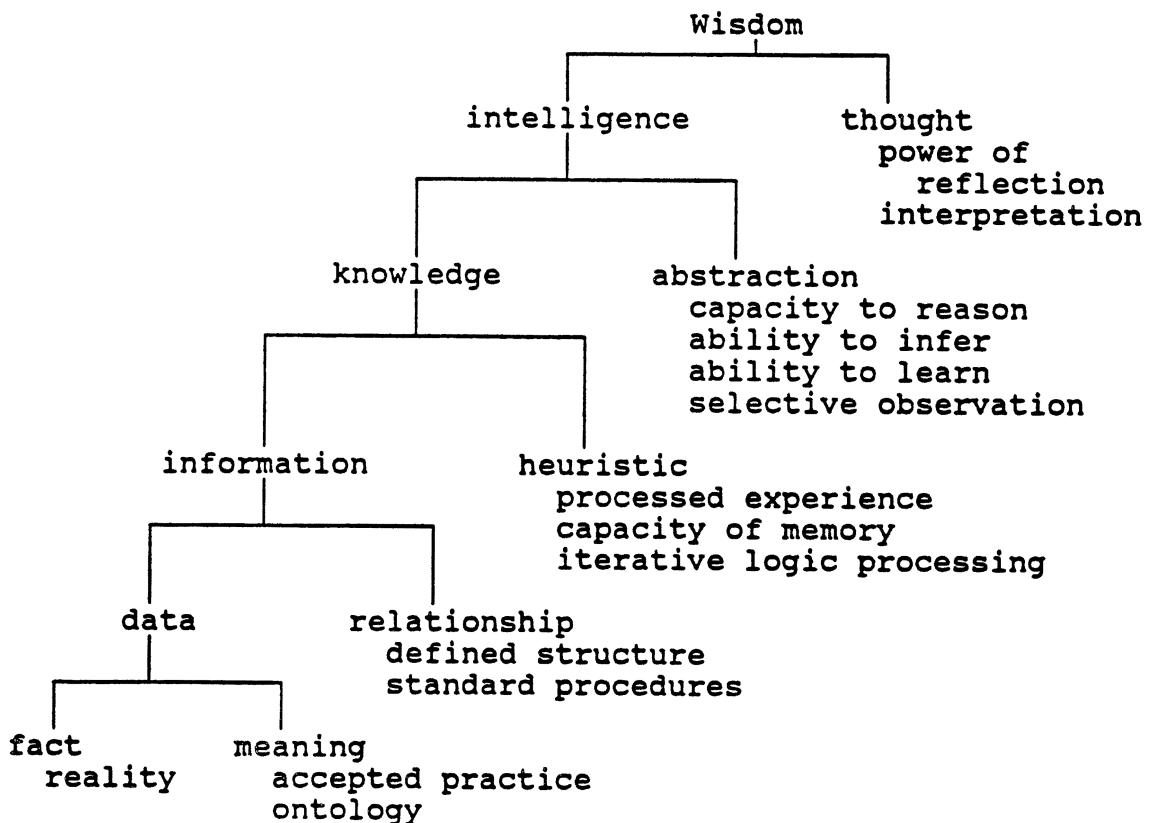 Wisdom
intelligence
thought
power of
reflection
interpretation
knowledge
abstraction
capacity to reason
ability to infer
ability to learn
selective observation
information
heuristic
processed experience
capacity of memory
iterative logic processing
data
relationship
defined structure
standard procedures
fact
reality
meaning
accepted practice
ontology